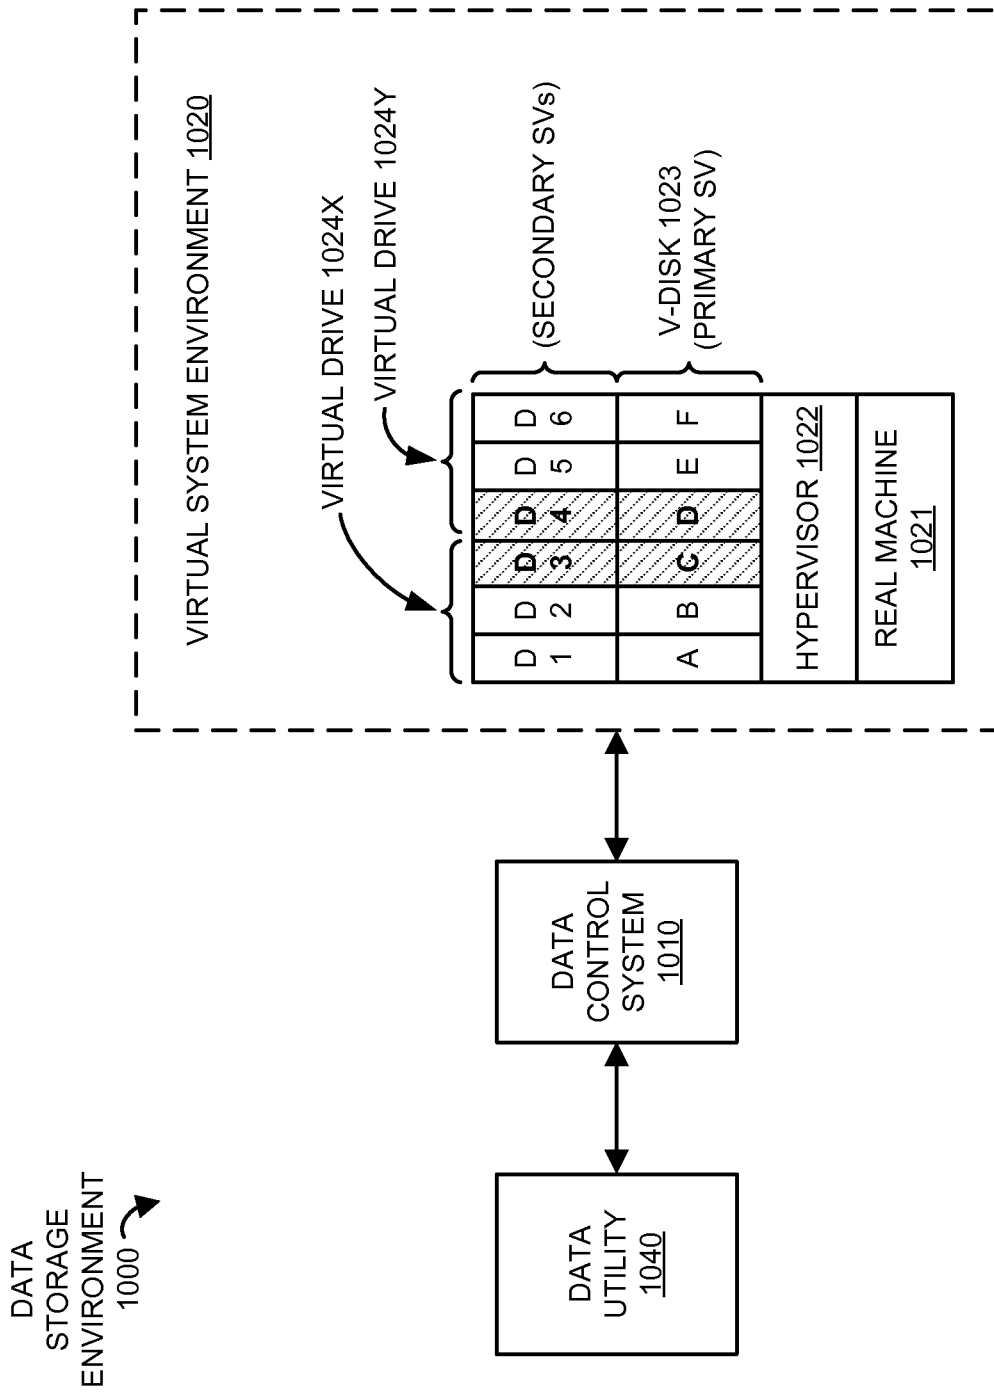 DATA
STORAGE
ENVIRONMENT
1000
VIRTUAL SYSTEM ENVIRONMENT 1020
VIRTUAL DRIVE 1024X
VIRTUAL DRIVE 1024Y
D D D D D D
1 2 3 4 5 6
(SECONDARY SVs)
A B C D E F
V-DISK 1023
(PRIMARY SV)
HYPERVISOR 1022
REAL MACHINE
1021
DATA
UTILITY
1040
DATA
CONTROL
SYSTEM
1010